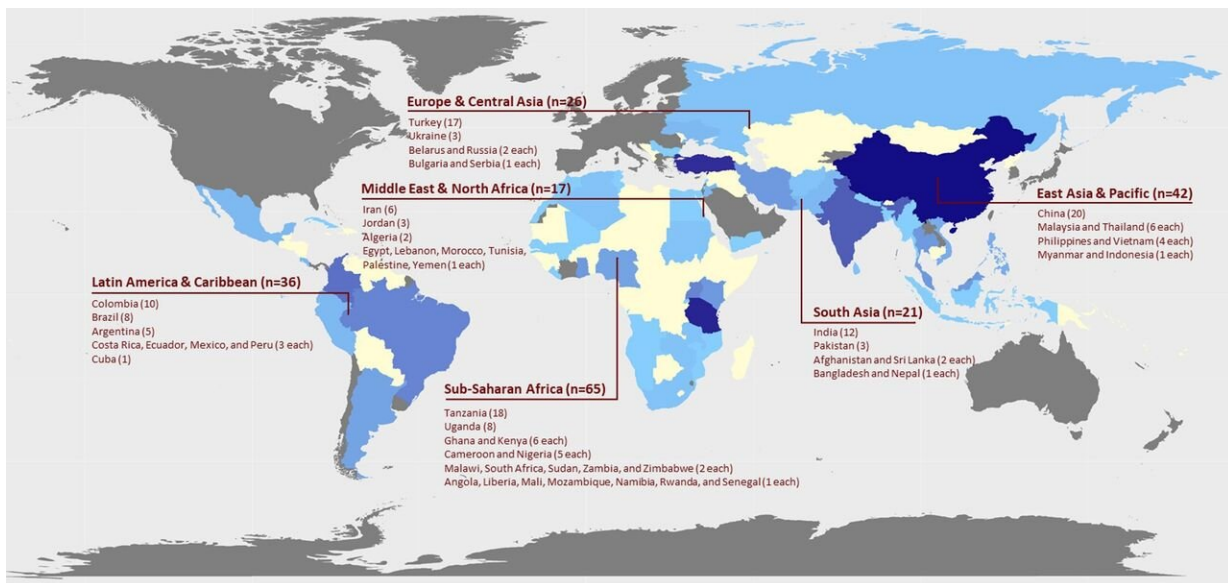 Europe & Central Asia (n=26)
Turkey (17)
Ukraine (3)
Belarus and Russia (2 each)
Bulgaria and Serbia (1 each)
Middle East & North Africa (n=17)
Iran (6)
Jordan (3)
Algeria (2)
Egypt, Lebanon, Morocco, Tunisia,
Palestine, Yemen (1 each)
East Asia & Pacific (n=42)
China (20)
Malaysia and Thailand (6 each)
Philippines and Vietnam (4 each)
Myanmar and Indonesia (1 each)
Latin America & Caribbean (n=36)
Colombia (10)
Brazil (8)
Argentina (5)
Costa Rica, Ecuador, Mexico, and Peru (3 each)
Cuba (1)
South Asia (n=21)
India (12)
Pakistan (3)
Afghanistan and Sri Lanka (2 each)
Bangladesh and Nepal (1 each)
Sub-Saharan Africa (n=65)
Tanzania (18)
Uganda (8)
Ghana and Kenya (6 each)
Cameroon and Nigeria (5 each)
Malawi, South Africa, Sudan, Zambia, and Zimbabwe (2 each)
Angola, Liberia, Mali, Mozambique, Namibia, Rwanda, and Senegal (1 each)